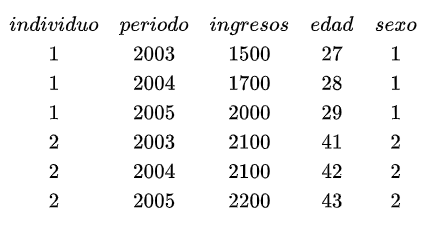 individuo periodo ingresos edad sexo
1 2003 1500 27 1
1 2004 1700 28 1
1 2005 2000 29 1
2 2003 2100 41 2
2 2004 2100 42 2
2 2005 2200 43 2